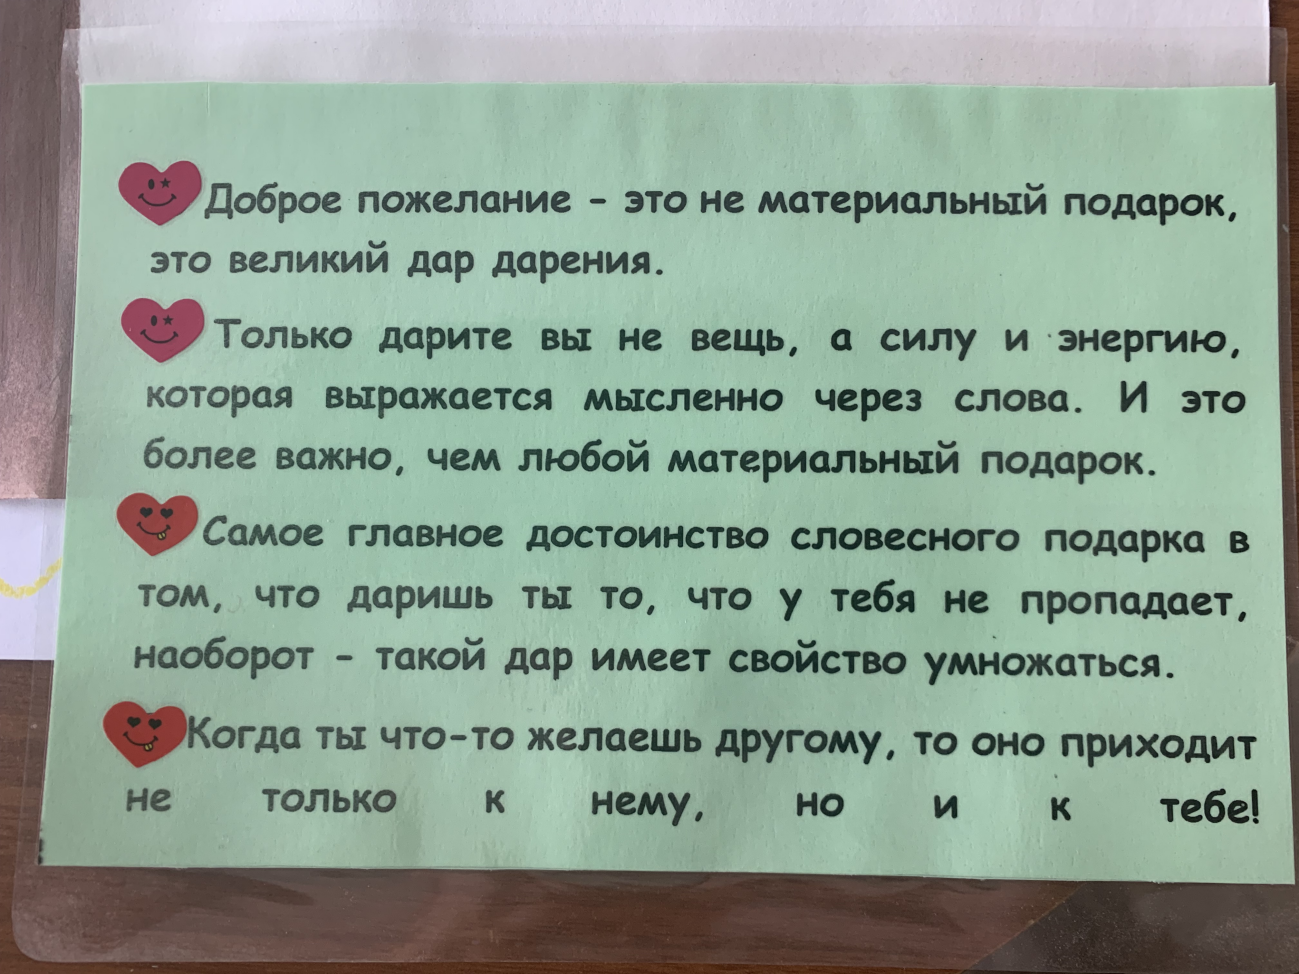 Доброе пожелание - это не материальный подарок,
это великий дар дарения.
Только дарите вы не вещь, а силу и энергию,
которая выражается мысленно через слова. И это
более важно, чем любой материальный подарок.
Самое главное достоинство словесного подарка в
том, что даришь ты то, что у тебя не пропадает,
наоборот - такой дар имеет свойство умножаться.
Когда ты что-то желаешь другому, то оно приходит
не только к нему, но и к тебе!